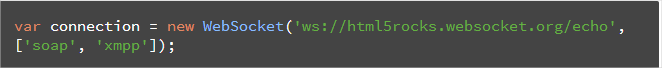 var connection = new WebSocket('ws://html5rocks.websocket.org/echo',
['soap', 'xmpp']);